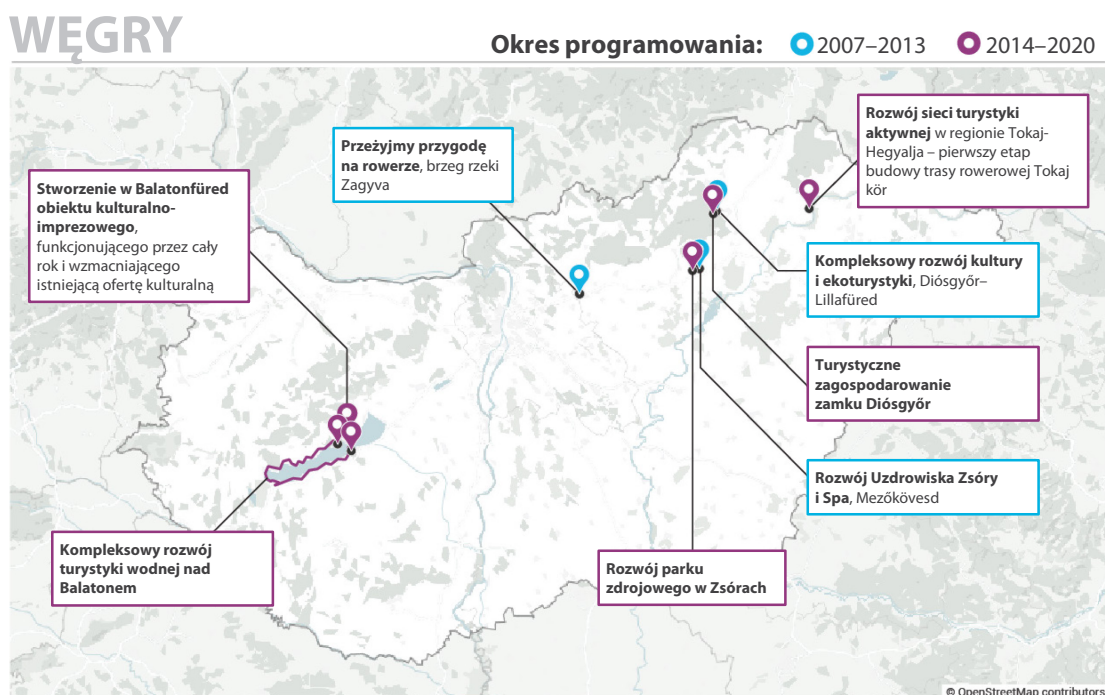 WĘGRY
Okres programowania: 2007–2013 2014–2020
Przeżyjmy przygodę
na rowerze, brzeg rzeki
Zagyva
Rozwój sieci turystyki
aktywnej w regionie Tokaj-
Hegyalja – pierwszy etap
budowy trasy rowerowej Tokaj
kör
Stworzenie w Balatonfüred
obiektu kulturalno-
imprezowego,
funkcjonującego przez cały
rok i wzmacniającego
istniejącą ofertę kulturalną
Kompleksowy rozwój kultury
i ekoturystyki, Diósgyőr–
Lillafüred
Turystyczne
zagospodarowanie
zamku Diósgyőr
Rozwój Uzdrowiska Zsóry
i Spa, Mezőkövesd
Kompleksowy rozwój
turystyki wodnej nad
Balatonem
Rozwój parku
zdrojowego w Zsórach
© OpenStreetMap contributors